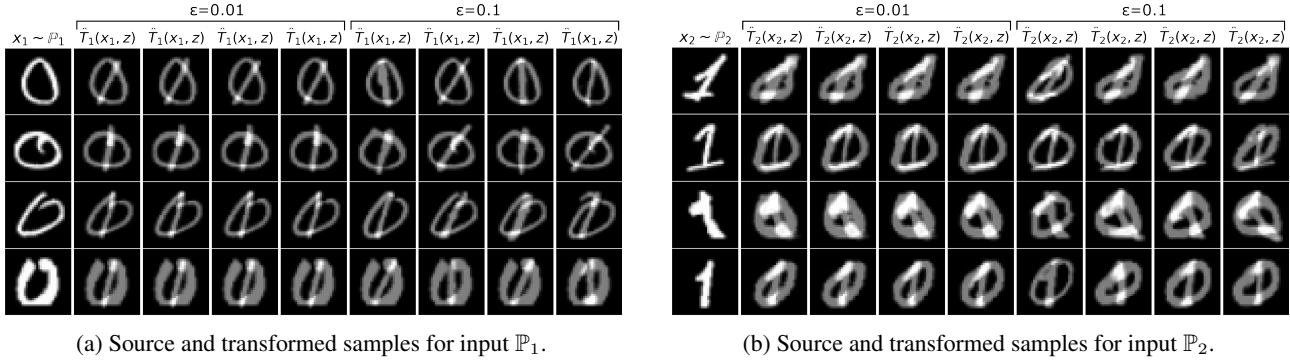 ε=0.01 ε=0.1
x₁ ~ ℙ₁ T̂₁(x₁, z) T̂₁(x₁, z) T̂₁(x₁, z) T̂₁(x₁, z) T̂₁(x₁, z) T̂₁(x₁, z) T̂₁(x₁, z) T̂₁(x₁, z)
(a) Source and transformed samples for input ℙ₁.
ε=0.01 ε=0.1
x₂ ~ ℙ₂ T̂₂(x₂, z) T̂₂(x₂, z) T̂₂(x₂, z) T̂₂(x₂, z) T̂₂(x₂, z) T̂₂(x₂, z) T̂₂(x₂, z) T̂₂(x₂, z)
(b) Source and transformed samples for input ℙ₂.